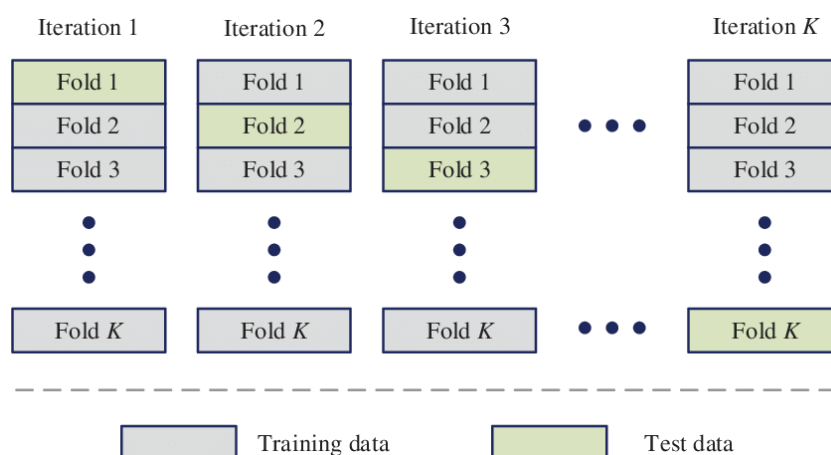 Iteration 1 Iteration 2 Iteration 3 Iteration K
Fold 1 Fold 1 Fold 1 Fold 1
Fold 2 Fold 2 Fold 2 Fold 2
Fold 3 Fold 3 Fold 3 Fold 3
Fold K Fold K Fold K Fold K
Training data Test data